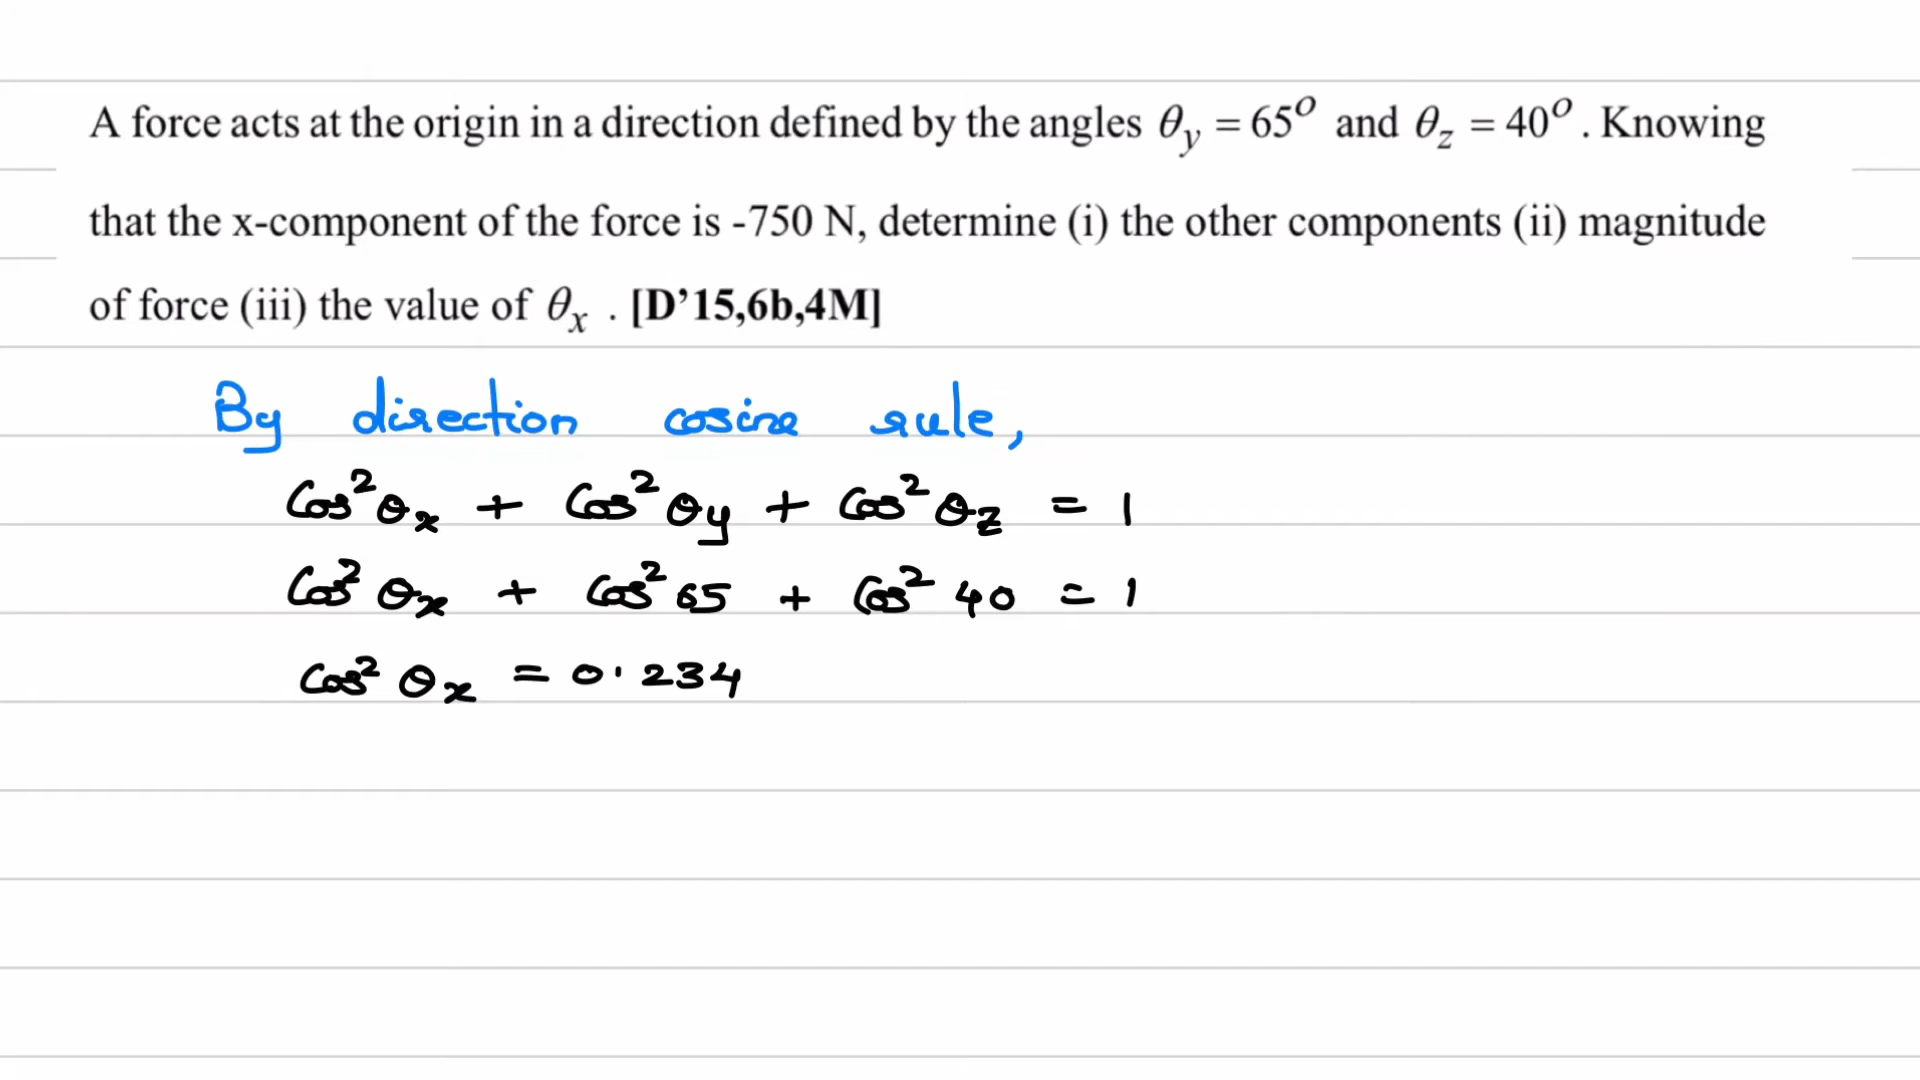 A force acts at the origin in a direction defined by the angles θy = 65° and θz = 40°. Knowing
that the x-component of the force is -750 N, determine (i) the other components (ii) magnitude
of force (iii) the value of θx . [D’15,6b,4M]
By direction cosine rule,
Cos²θx + Cos²θy + Cos²θz = 1
Cos²θx + Cos²65 + Cos²40 = 1
Cos²θx = 0.234